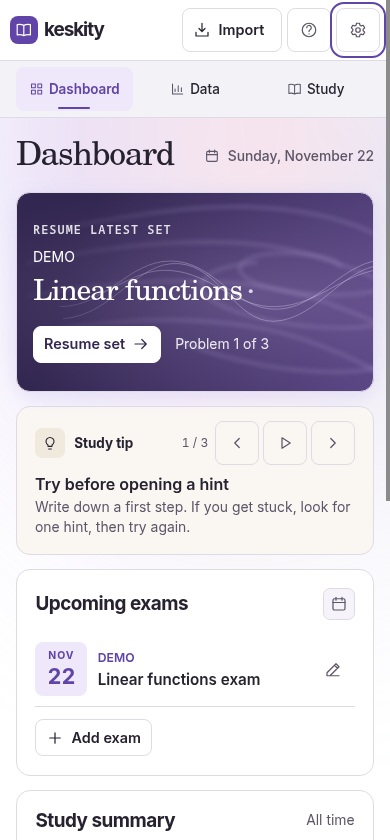 keskity
Import
Dashboard
Data
Study
Dashboard
Sunday, November 22
RESUME LATEST SET
DEMO
Linear functions ·
Resume set →
Problem 1 of 3
Study tip
1 / 3
Try before opening a hint
Write down a first step. If you get stuck, look for
one hint, then try again.
Upcoming exams
NOV
22
DEMO
Linear functions exam
+ Add exam
Study summary
All time